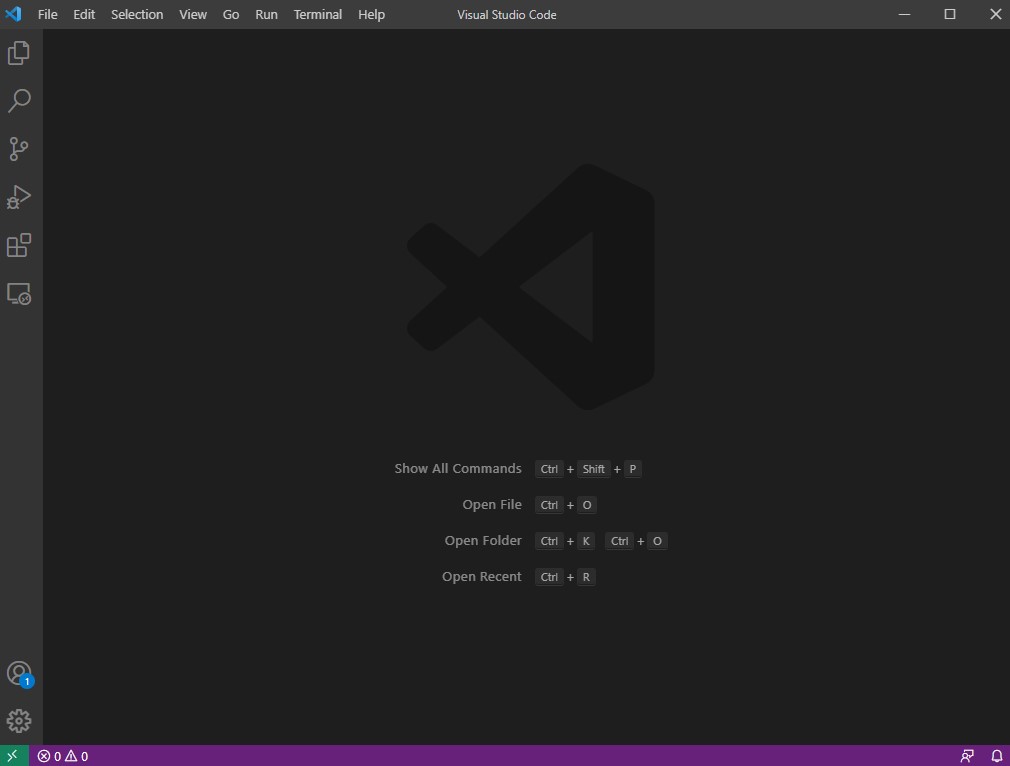 File Edit Selection View Go Run Terminal Help Visual Studio Code
Show All Commands Ctrl + Shift + P
Open File Ctrl + O
Open Folder Ctrl + K Ctrl + O
Open Recent Ctrl + R
1
0 0